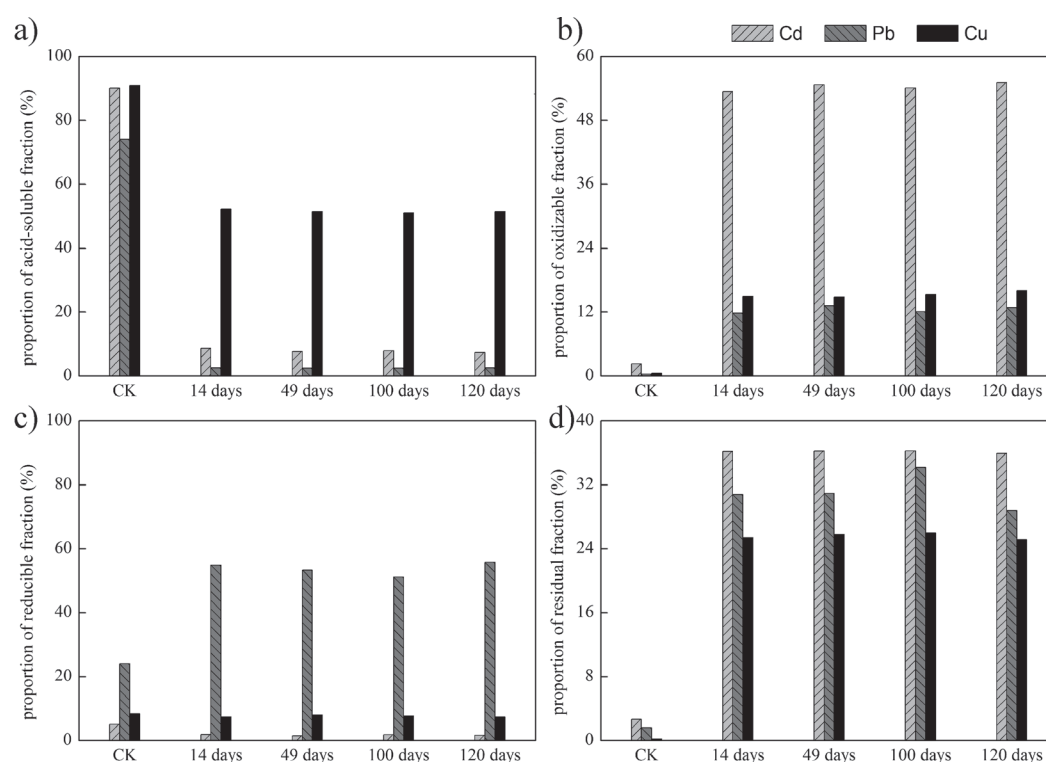 a)
proportion of acid-soluble fraction (%)
100
80
60
40
20
0
CK 14 days 49 days 100 days 120 days
b)
Cd Pb Cu
proportion of oxidizable fraction (%)
60
48
36
24
12
0
CK 14 days 49 days 100 days 120 days
c)
proportion of reducible fraction (%)
100
80
60
40
20
0
CK 14 days 49 days 100 days 120 days
d)
proportion of residual fraction (%)
40
32
24
16
8
0
CK 14 days 49 days 100 days 120 days